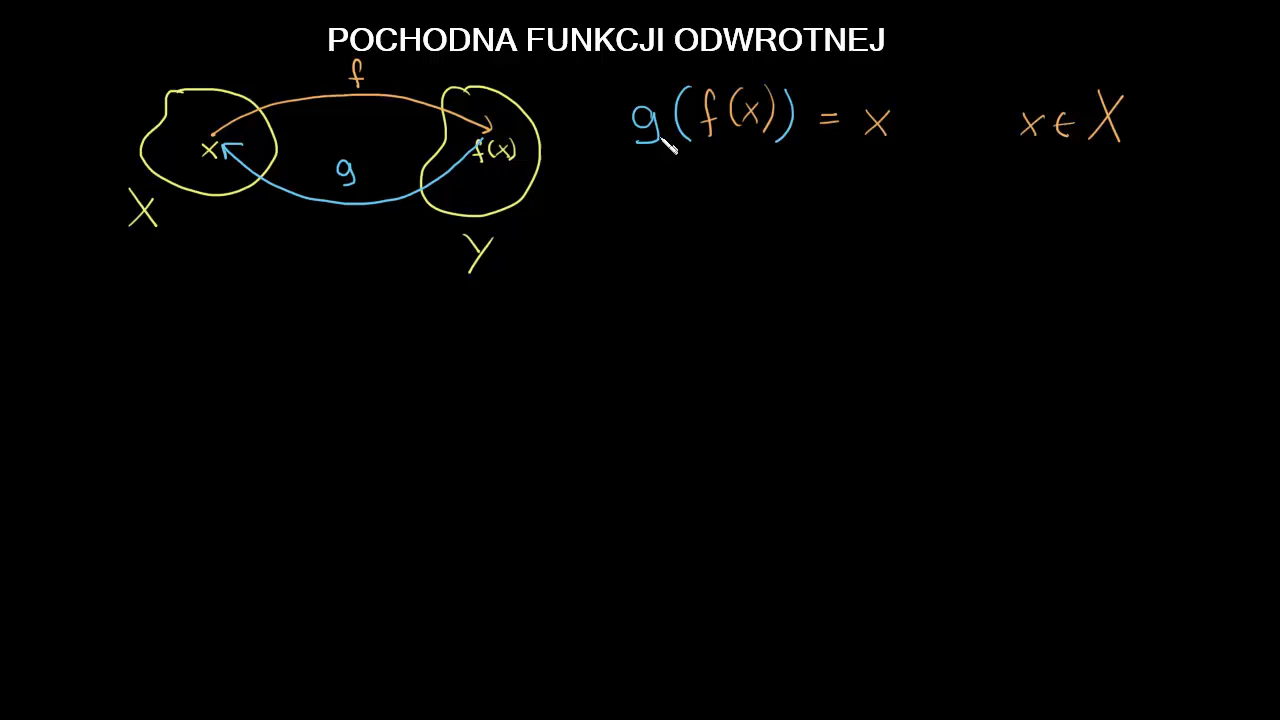 POCHODNA FUNKCJI ODWROTNEJ
f
g(f(x)) = x x ∈ X
x f(x)
g
X
Y